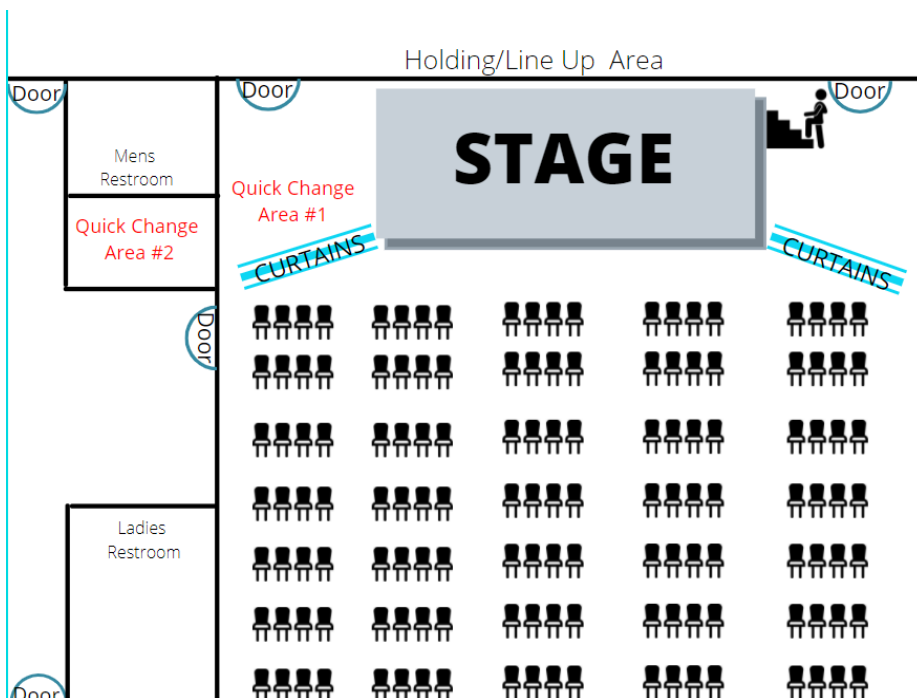 Holding/Line Up  Area
Door
Door
Door
STAGE
Mens
Restroom
Quick Change
Area #1
Quick Change
Area #2
CURTAINS
CURTAINS
Door
Ladies
Restroom
Door